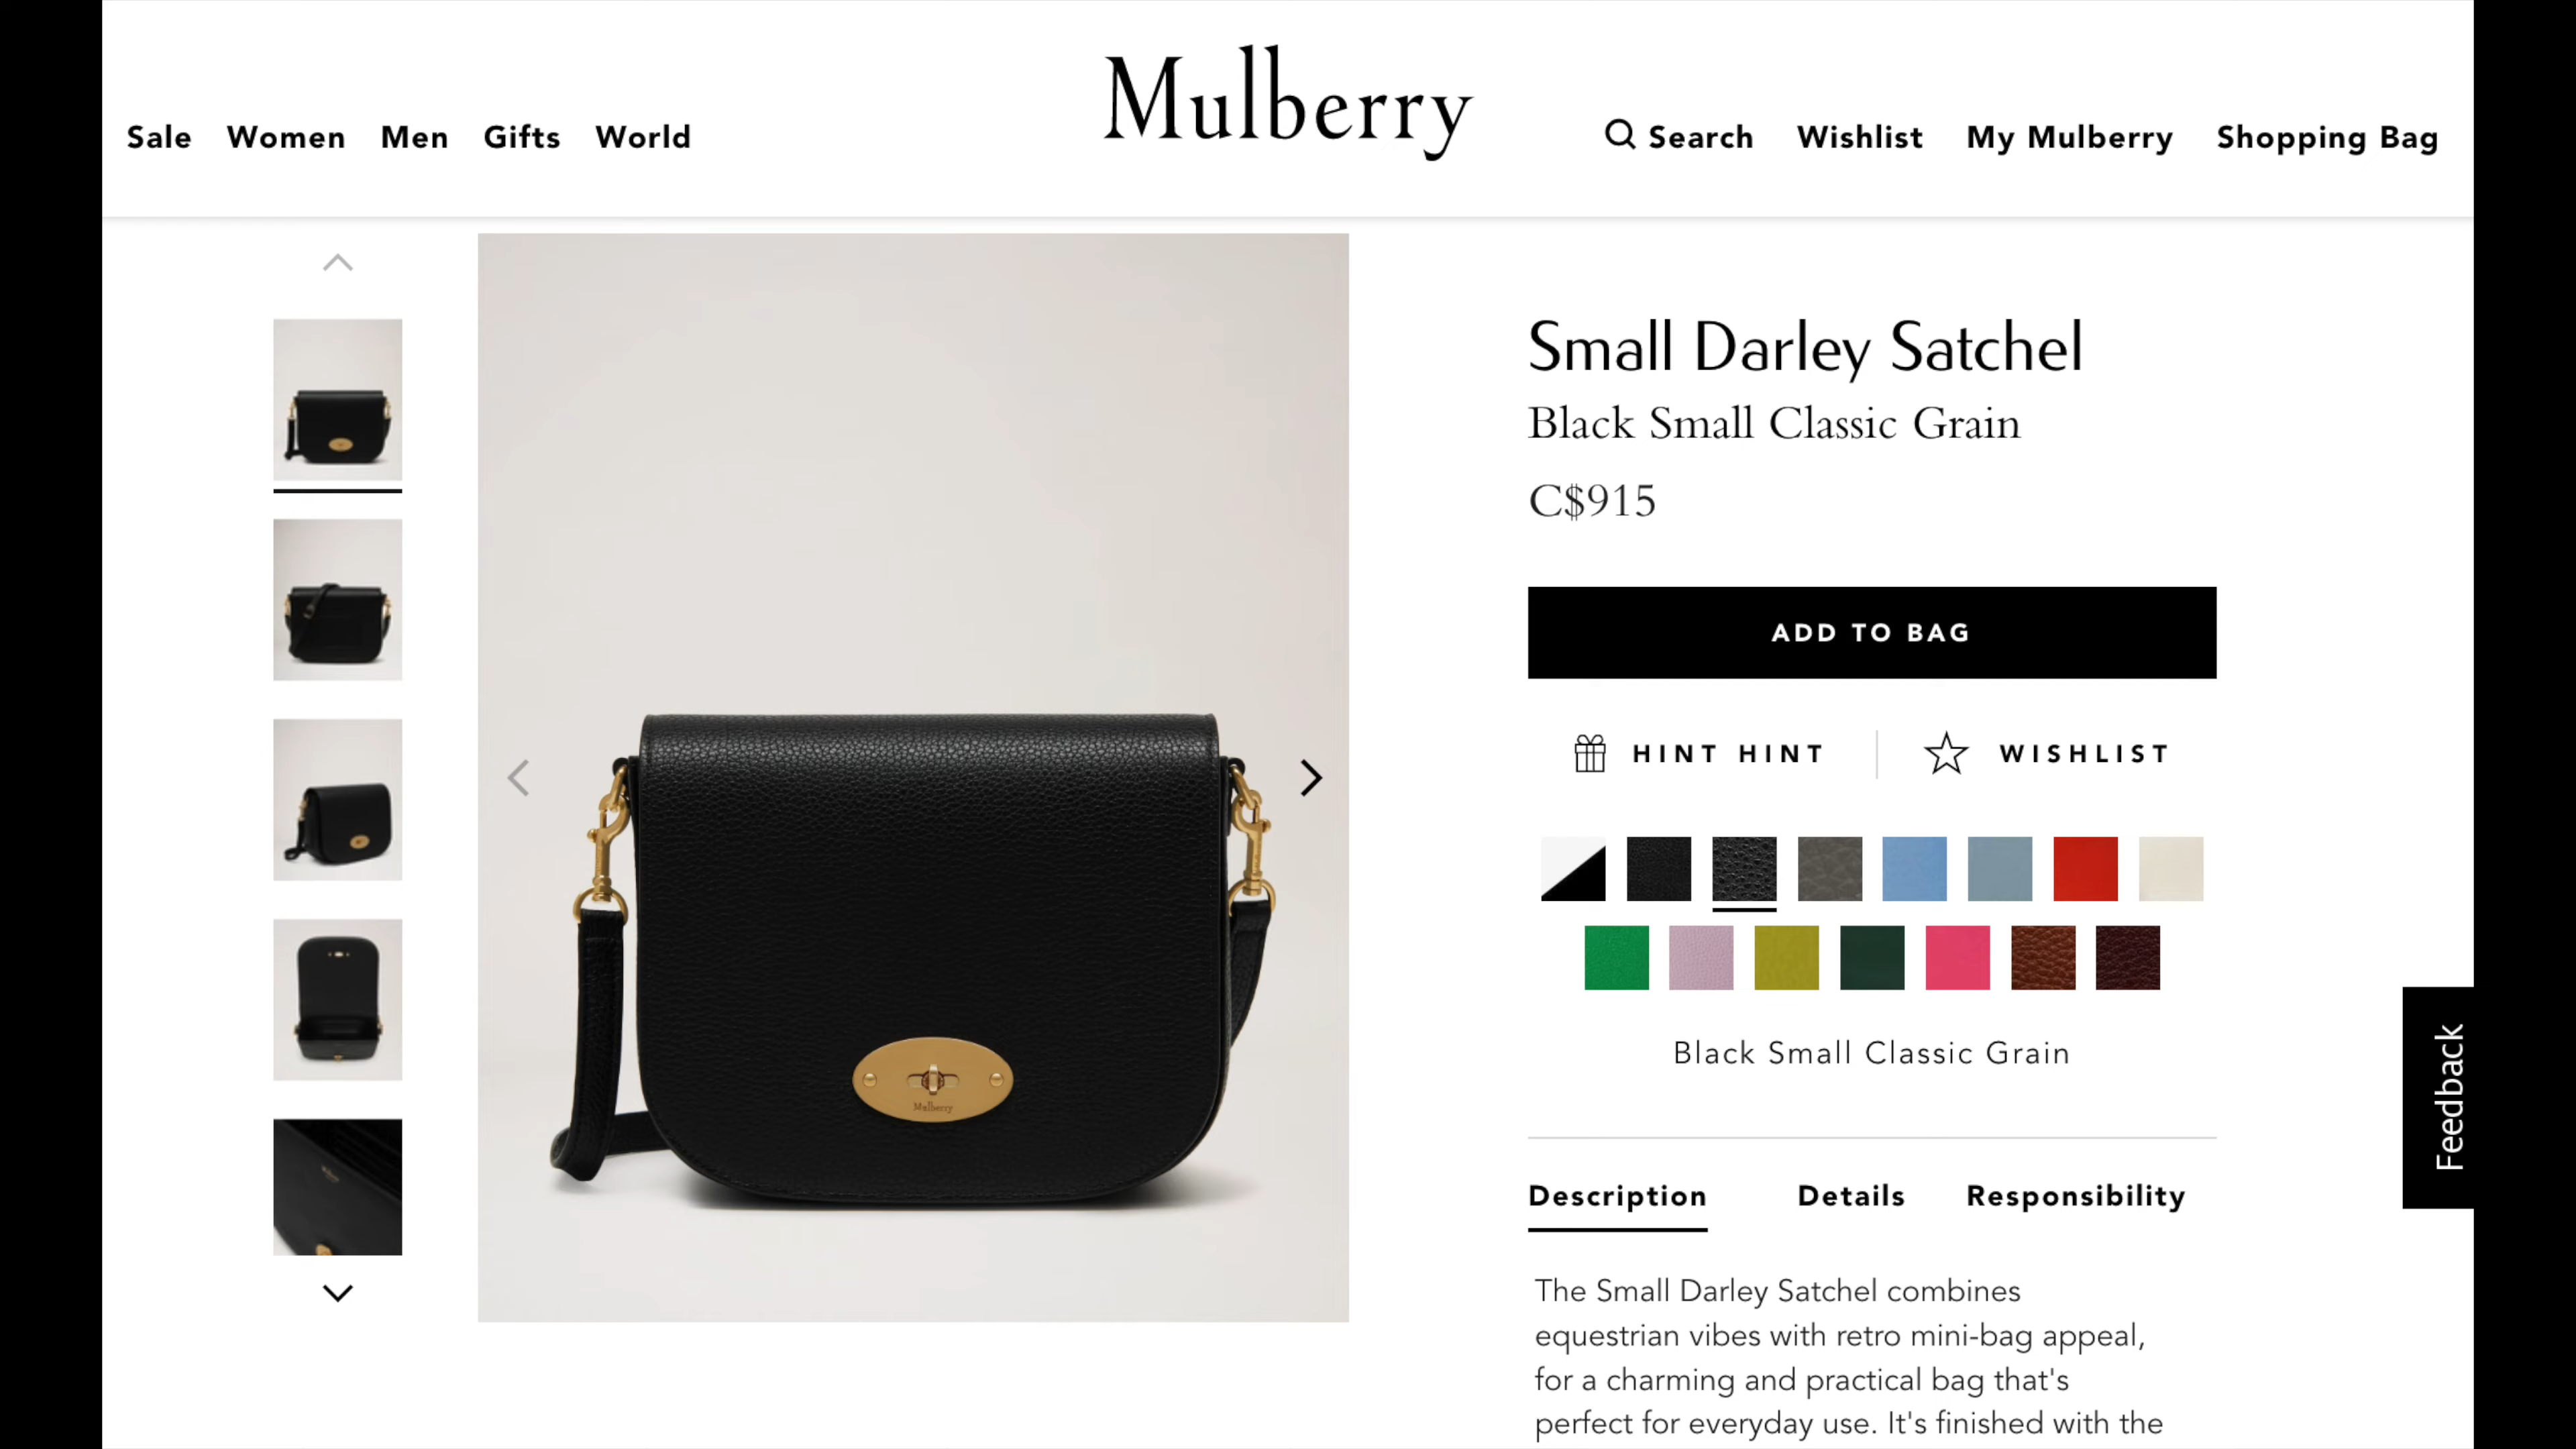 Mulberry
Sale Women Men Gifts World
Search Wishlist My Mulberry Shopping Bag
Small Darley Satchel
Black Small Classic Grain
C$915
ADD TO BAG
HINT HINT
WISHLIST
Mulberry
Black Small Classic Grain
Feedback
Description Details Responsibility
The Small Darley Satchel combines
equestrian vibes with retro mini-bag appeal,
for a charming and practical bag that's
perfect for everyday use. It's finished with the